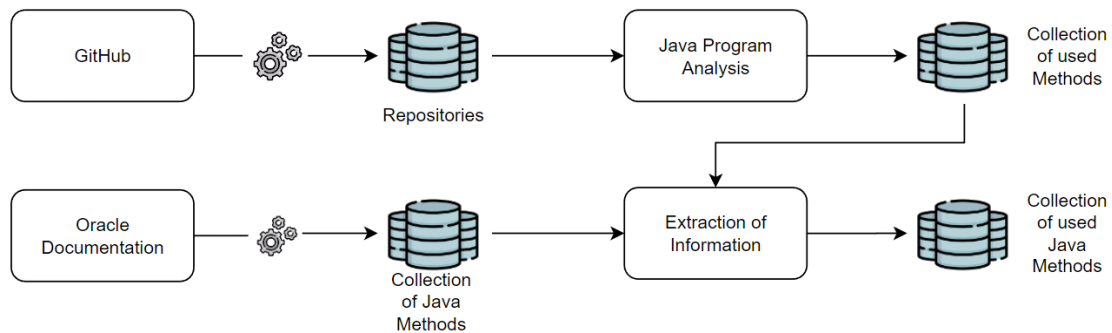 GitHub
Repositories
Java Program
Analysis
Collection
of used
Methods
Oracle
Documentation
Collection
of Java
Methods
Extraction of
Information
Collection
of used
Java
Methods